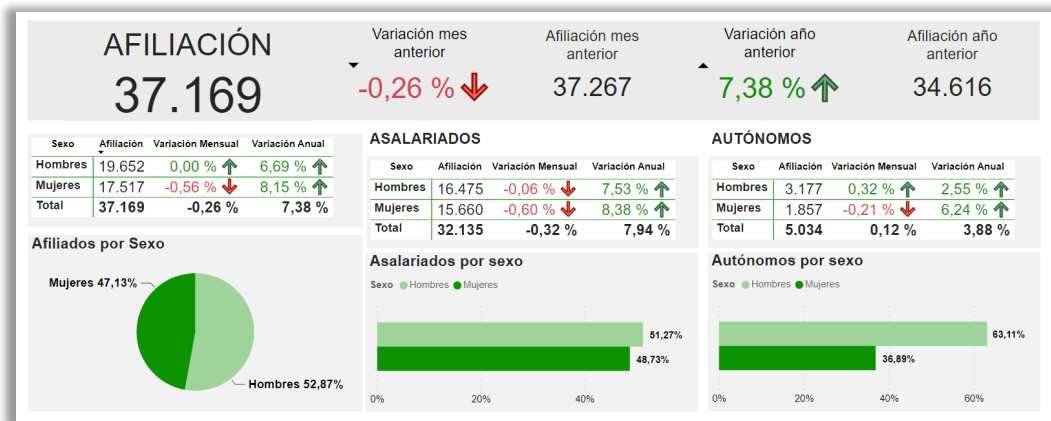 AFILIACIÓN
37.169
Variación mes
anterior
-0,26 %
Afiliación mes
anterior
37.267
Variación año
anterior
7,38 %
Afiliación año
anterior
34.616
Sexo Afiliación Variación Mensual Variación Anual
Hombres 19.652 0,00 % 6,69 %
Mujeres 17.517 -0,56 % 8,15 %
Total 37.169 -0,26 % 7,38 %
ASALARIADOS
Sexo Afiliación Variación Mensual Variación Anual
Hombres 16.475 -0,06 % 7,53 %
Mujeres 15.660 -0,60 % 8,38 %
Total 32.135 -0,32 % 7,94 %
AUTÓNOMOS
Sexo Afiliación Variación Mensual Variación Anual
Hombres 3.177 0,32 % 2,55 %
Mujeres 1.857 -0,21 % 6,24 %
Total 5.034 0,12 % 3,88 %
Afiliados por Sexo
Mujeres 47,13%
Hombres 52,87%
Asalariados por sexo
Sexo Hombres Mujeres
51,27%
48,73%
0% 20% 40%
Autónomos por sexo
Sexo Hombres Mujeres
63,11%
36,89%
0% 20% 40% 60%